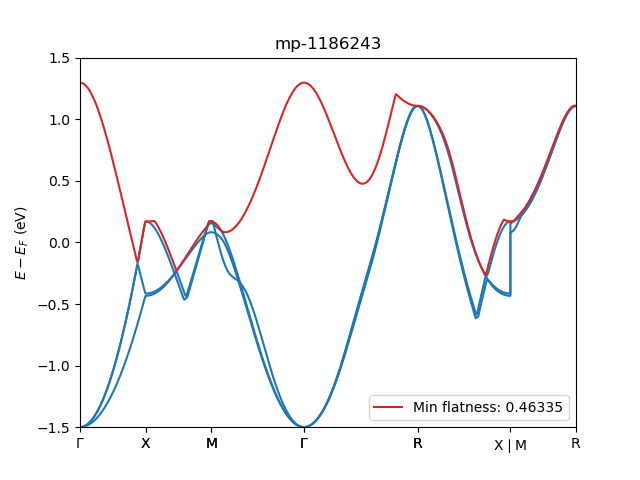 mp-1186243
E − E_F (eV)
1.5
1.0
0.5
0.0
−0.5
−1.0
−1.5
Min flatness: 0.46335
Γ X M Γ R X | M R